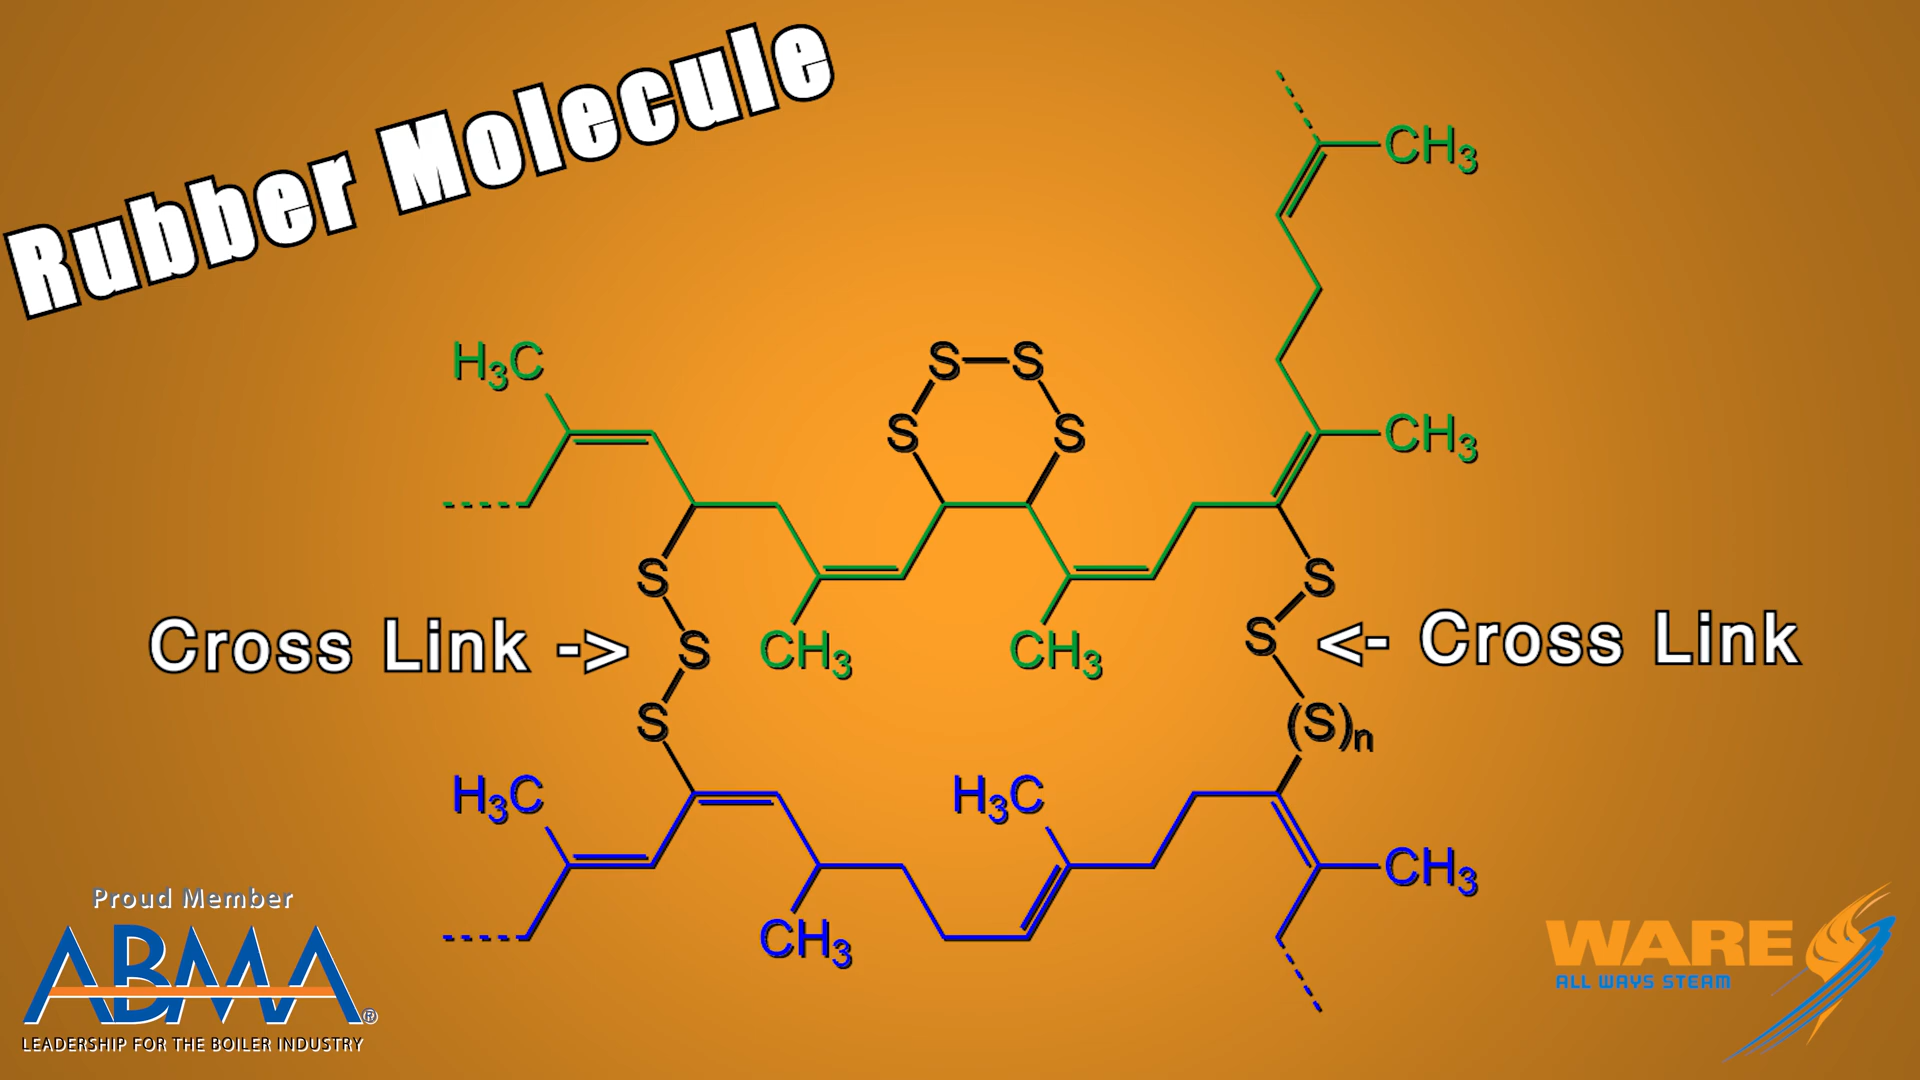 Rubber Molecule
CH3
H3C
S S
S S
CH3
S S
Cross Link -> S CH3 CH3 S <- Cross Link
S (S)n
H3C H3C
CH3
CH3
Proud Member
ABMA®
LEADERSHIP FOR THE BOILER INDUSTRY
WARE
ALL WAYS STEAM